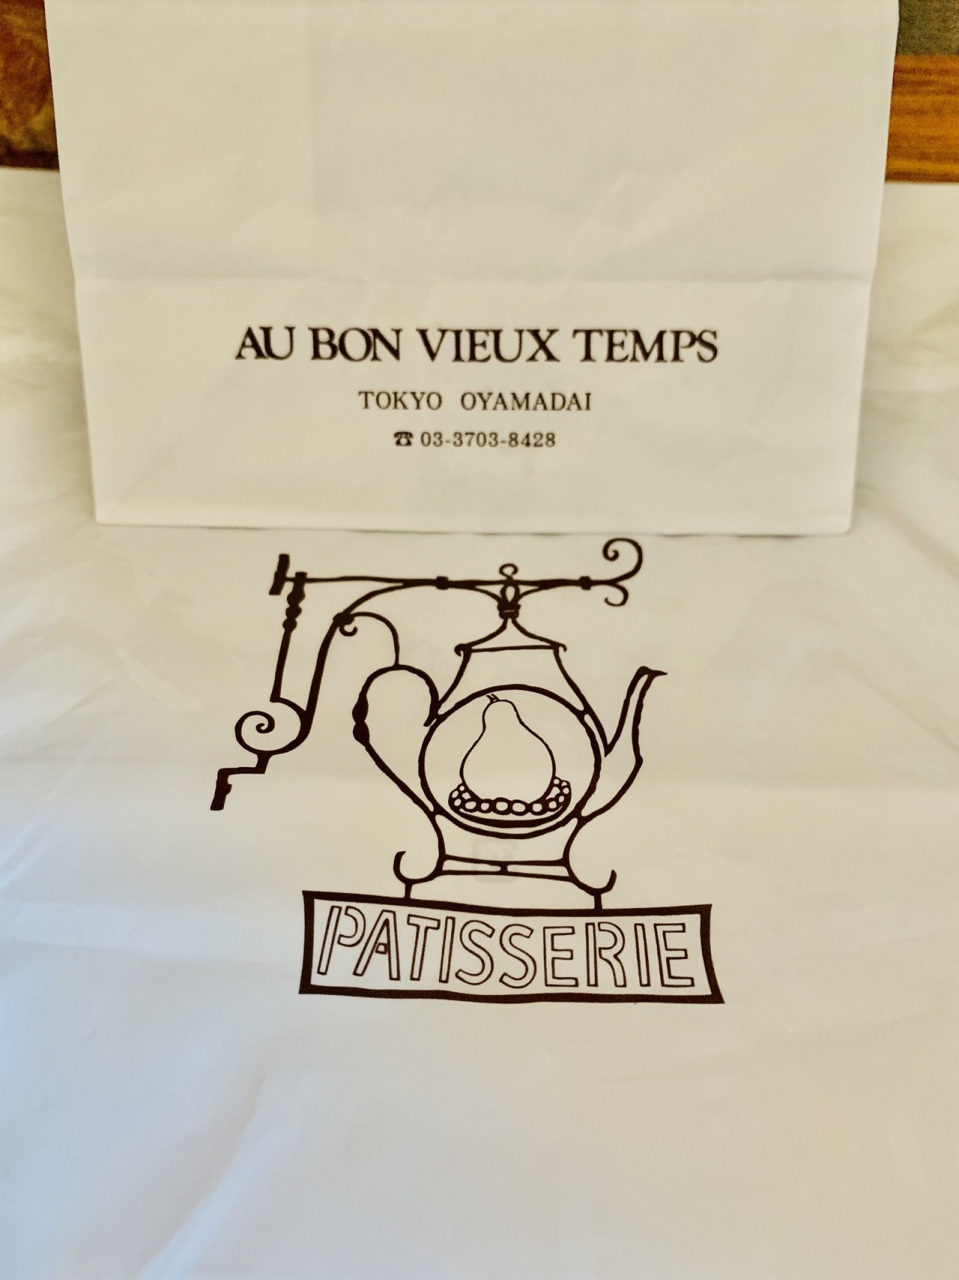 AU BON VIEUX TEMPS
TOKYO OYAMADAI
☎ 03-3703-8428
PATISSERIE